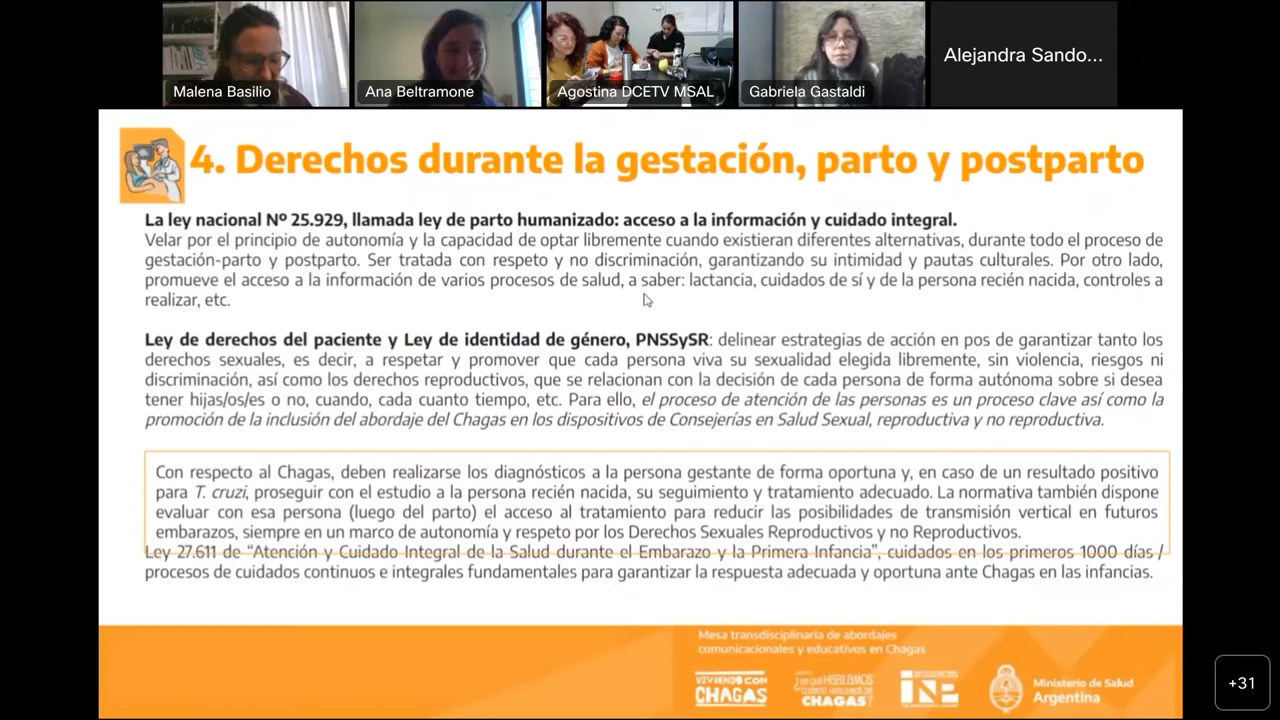 Malena Basilio
Ana Beltramone
Agostina DCETV MSAL
Gabriela Gastaldi
Alejandra Sando...
4. Derechos durante la gestación, parto y postparto
La ley nacional Nº 25.929, llamada ley de parto humanizado: acceso a la información y cuidado integral.
Velar por el principio de autonomía y la capacidad de optar libremente cuando existieran diferentes alternativas, durante todo el proceso de
gestación-parto y postparto. Ser tratada con respeto y no discriminación, garantizando su intimidad y pautas culturales. Por otro lado,
promueve el acceso a la información de varios procesos de salud, a saber: lactancia, cuidados de sí y de la persona recién nacida, controles a
realizar, etc.
Ley de derechos del paciente y Ley de identidad de género, PNSSySR: delinear estrategias de acción en pos de garantizar tanto los
derechos sexuales, es decir, a respetar y promover que cada persona viva su sexualidad elegida libremente, sin violencia, riesgos ni
discriminación, así como los derechos reproductivos, que se relacionan con la decisión de cada persona de forma autónoma sobre si desea
tener hijas/os/es o no, cuando, cada cuanto tiempo, etc. Para ello, el proceso de atención de las personas es un proceso clave así como la
promoción de la inclusión del abordaje del Chagas en los dispositivos de Consejerías en Salud Sexual, reproductiva y no reproductiva.
Con respecto al Chagas, deben realizarse los diagnósticos a la persona gestante de forma oportuna y, en caso de un resultado positivo
para T. cruzi, proseguir con el estudio a la persona recién nacida, su seguimiento y tratamiento adecuado. La normativa también dispone
evaluar con esa persona (luego del parto) el acceso al tratamiento para reducir las posibilidades de transmisión vertical en futuros
embarazos, siempre en un marco de autonomía y respeto por los Derechos Sexuales Reproductivos y no Reproductivos.
Ley 27.611 de “Atención y Cuidado Integral de la Salud durante el Embarazo y la Primera Infancia”, cuidados en los primeros 1000 días /
procesos de cuidados continuos e integrales fundamentales para garantizar la respuesta adecuada y oportuna ante Chagas en las infancias.
Mesa transdisciplinaria de abordajes
comunicacionales y educativos en Chagas
VIVIENDO CON
CHAGAS
¿DE QUÉ HABLAMOS
CUANDO HABLAMOS DE
CHAGAS?
INP
Ministerio de Salud
Argentina
+31